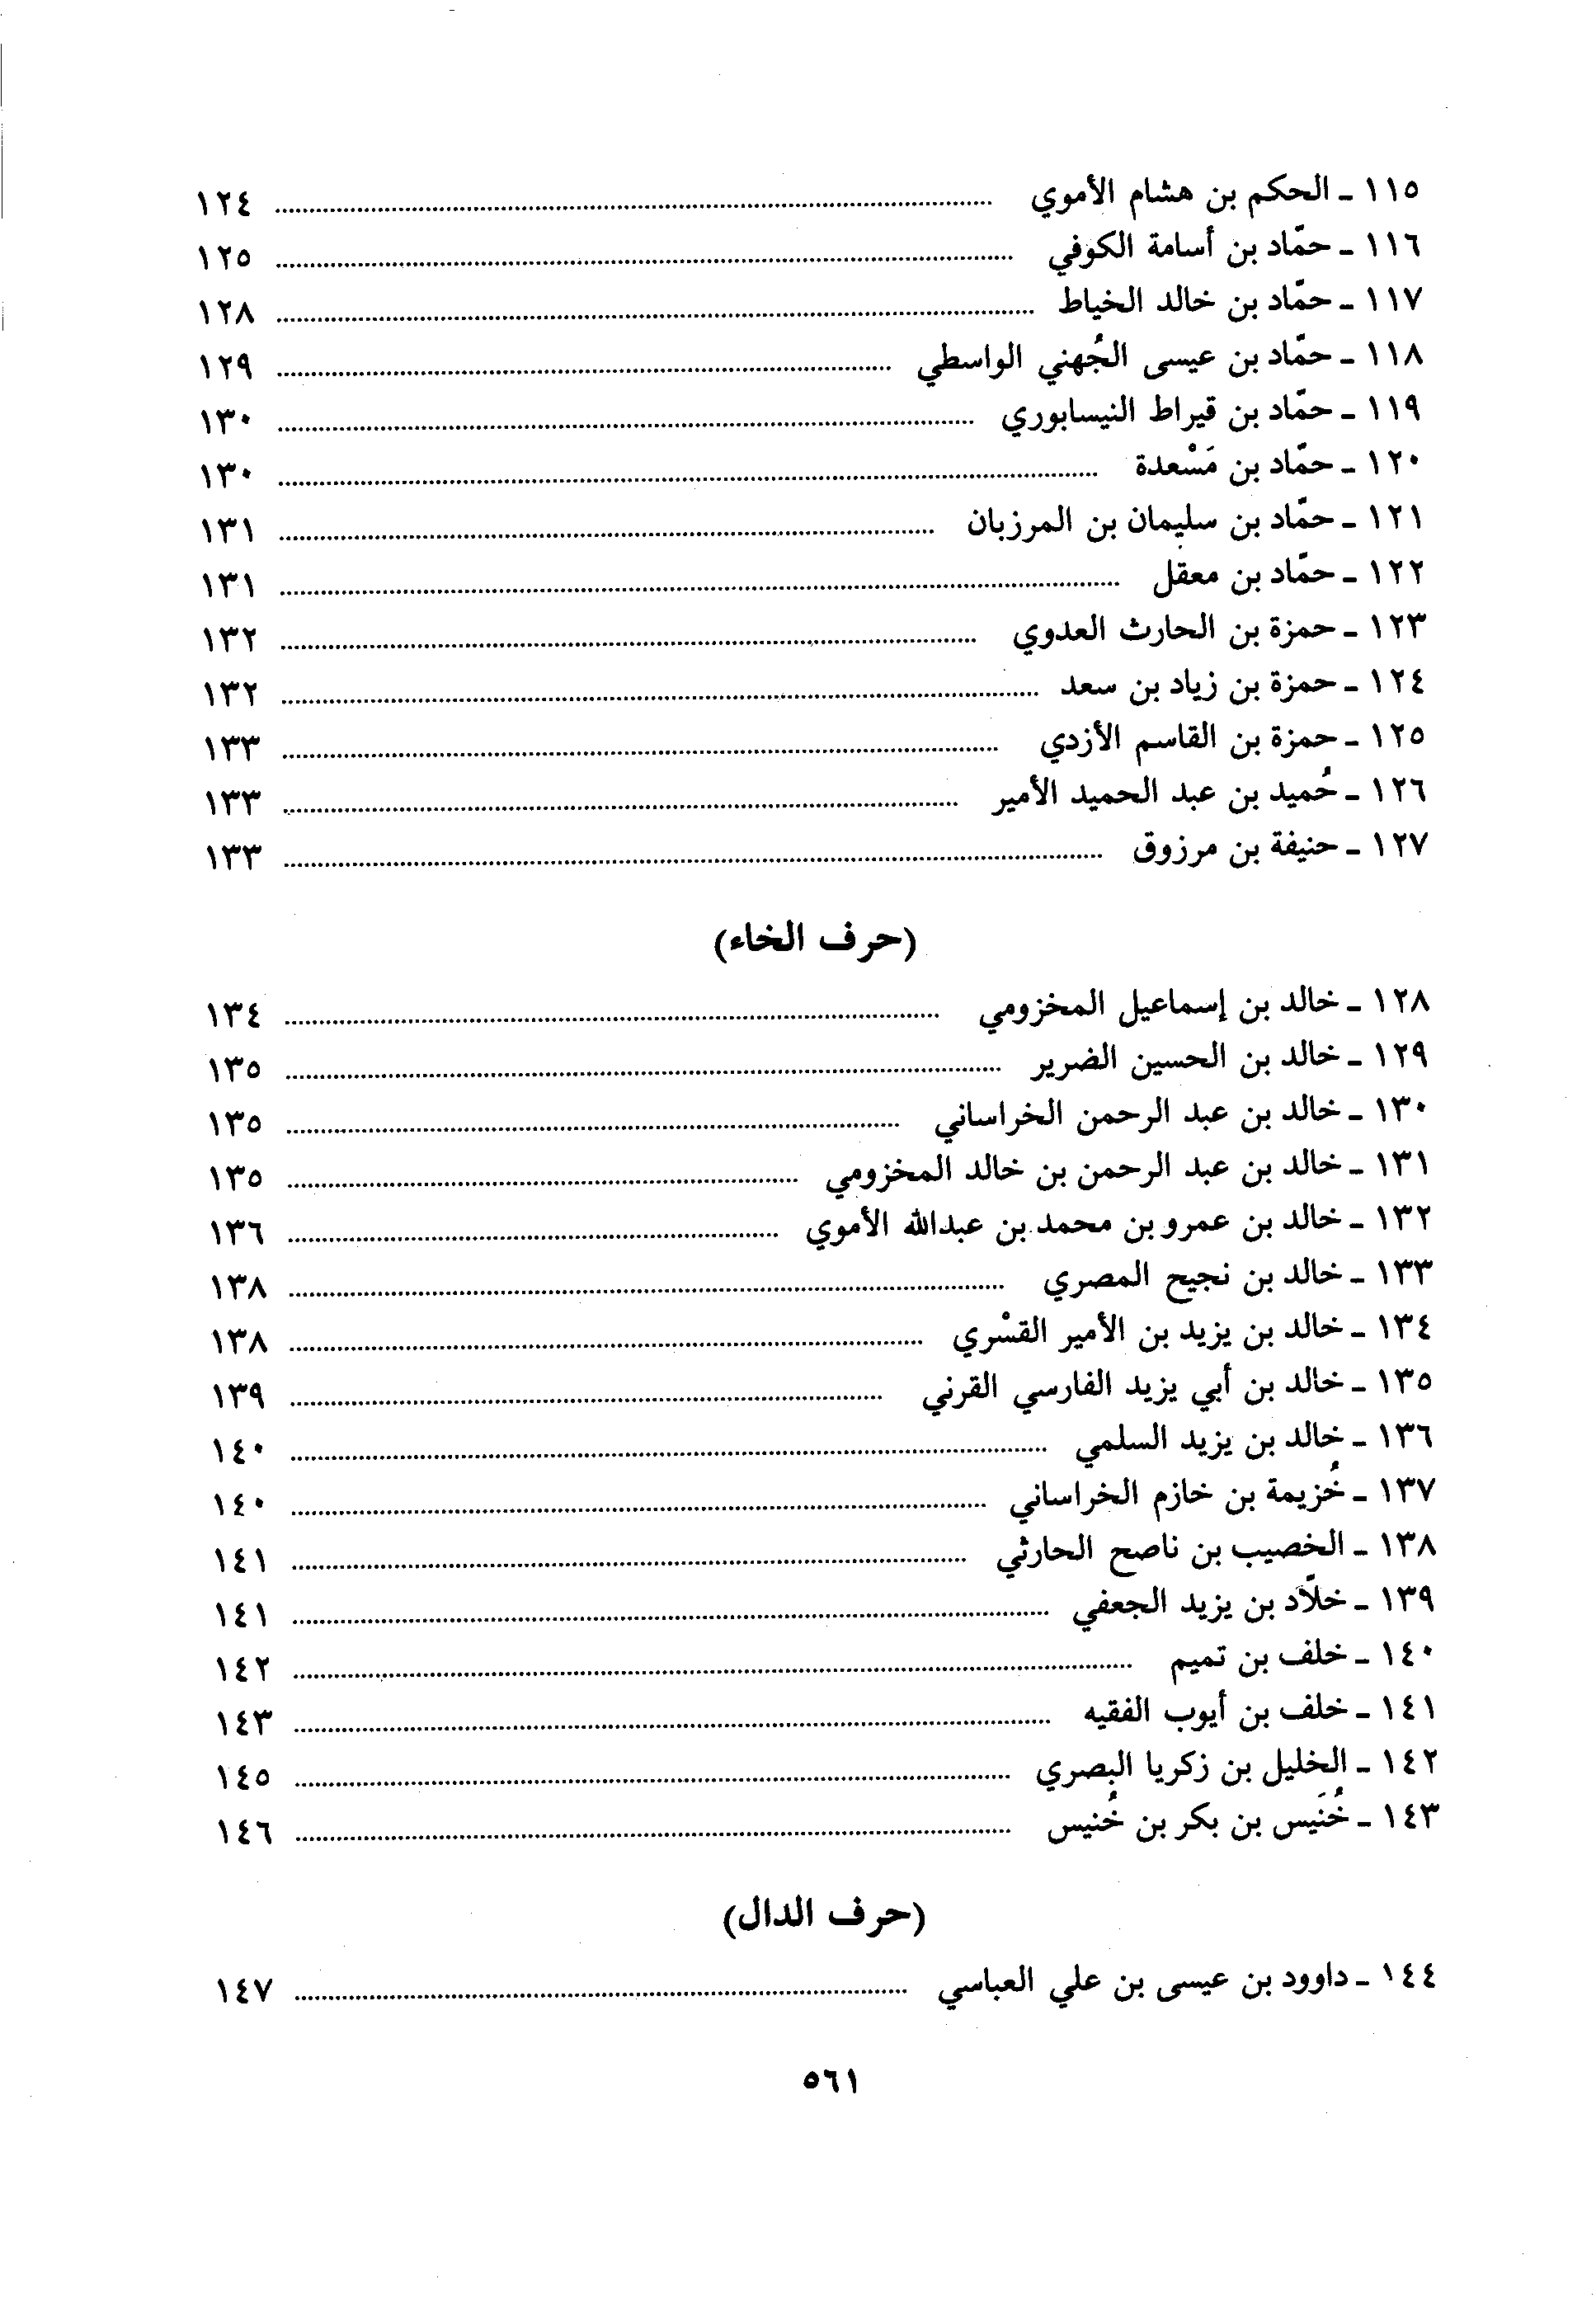 ١١٥ ـ الحكم بن هشام الأموي ........ ١٢٤
١١٦ ـ حمّاد بن أسامة الكوفي ........ ١٢٥
١١٧ ـ حمّاد بن خالد الخياط ........ ١٢٨
١١٨ ـ حمّاد بن عيسى الجُهني الواسطي ........ ١٢٩
١١٩ ـ حمّاد بن قيراط النيسابوري ........ ١٣٠
١٢٠ ـ حمّاد بن مَسْعدة ........ ١٣٠
١٢١ ـ حمّاد بن سليمان بن المرزبان ........ ١٣١
١٢٢ ـ حمّاد بن معقل ........ ١٣١
١٢٣ ـ حمزة بن الحارث العدوي ........ ١٣٢
١٢٤ ـ حمزة بن زياد بن سعد ........ ١٣٢
١٢٥ ـ حمزة بن القاسم الأزدي ........ ١٣٣
١٢٦ ـ حُميد بن عبد الحميد الأمير ........ ١٣٣
١٢٧ ـ حنيفة بن مرزوق ........ ١٣٣
(حرف الخاء)
١٢٨ ـ خالد بن إسماعيل المخزومي ........ ١٣٤
١٢٩ ـ خالد بن الحسين الضرير ........ ١٣٥
١٣٠ ـ خالد بن عبد الرحمن الخراساني ........ ١٣٥
١٣١ ـ خالد بن عبد الرحمن بن خالد المخزومي ........ ١٣٥
١٣٢ ـ خالد بن عمرو بن محمد بن عبدالله الأموي ........ ١٣٦
١٣٣ ـ خالد بن نجيح المصري ........ ١٣٨
١٣٤ ـ خالد بن يزيد بن الأمير القسْري ........ ١٣٨
١٣٥ ـ خالد بن أبي يزيد الفارسي القرني ........ ١٣٩
١٣٦ ـ خالد بن يزيد السلمي ........ ١٤٠
١٣٧ ـ خُزيمة بن خازم الخراساني ........ ١٤٠
١٣٨ ـ الخصيب بن ناصح الحارثي ........ ١٤١
١٣٩ ـ خلّاد بن يزيد الجعفي ........ ١٤١
١٤٠ ـ خلف بن تميم ........ ١٤٢
١٤١ ـ خلف بن أيوب الفقيه ........ ١٤٣
١٤٢ ـ الخليل بن زكريا البصري ........ ١٤٥
١٤٣ ـ خُنَيس بن بكر بن خُنيس ........ ١٤٦
(حرف الدال)
١٤٤ ـ داوود بن عيسى بن علي العباسي ........ ١٤٧
٥٦١